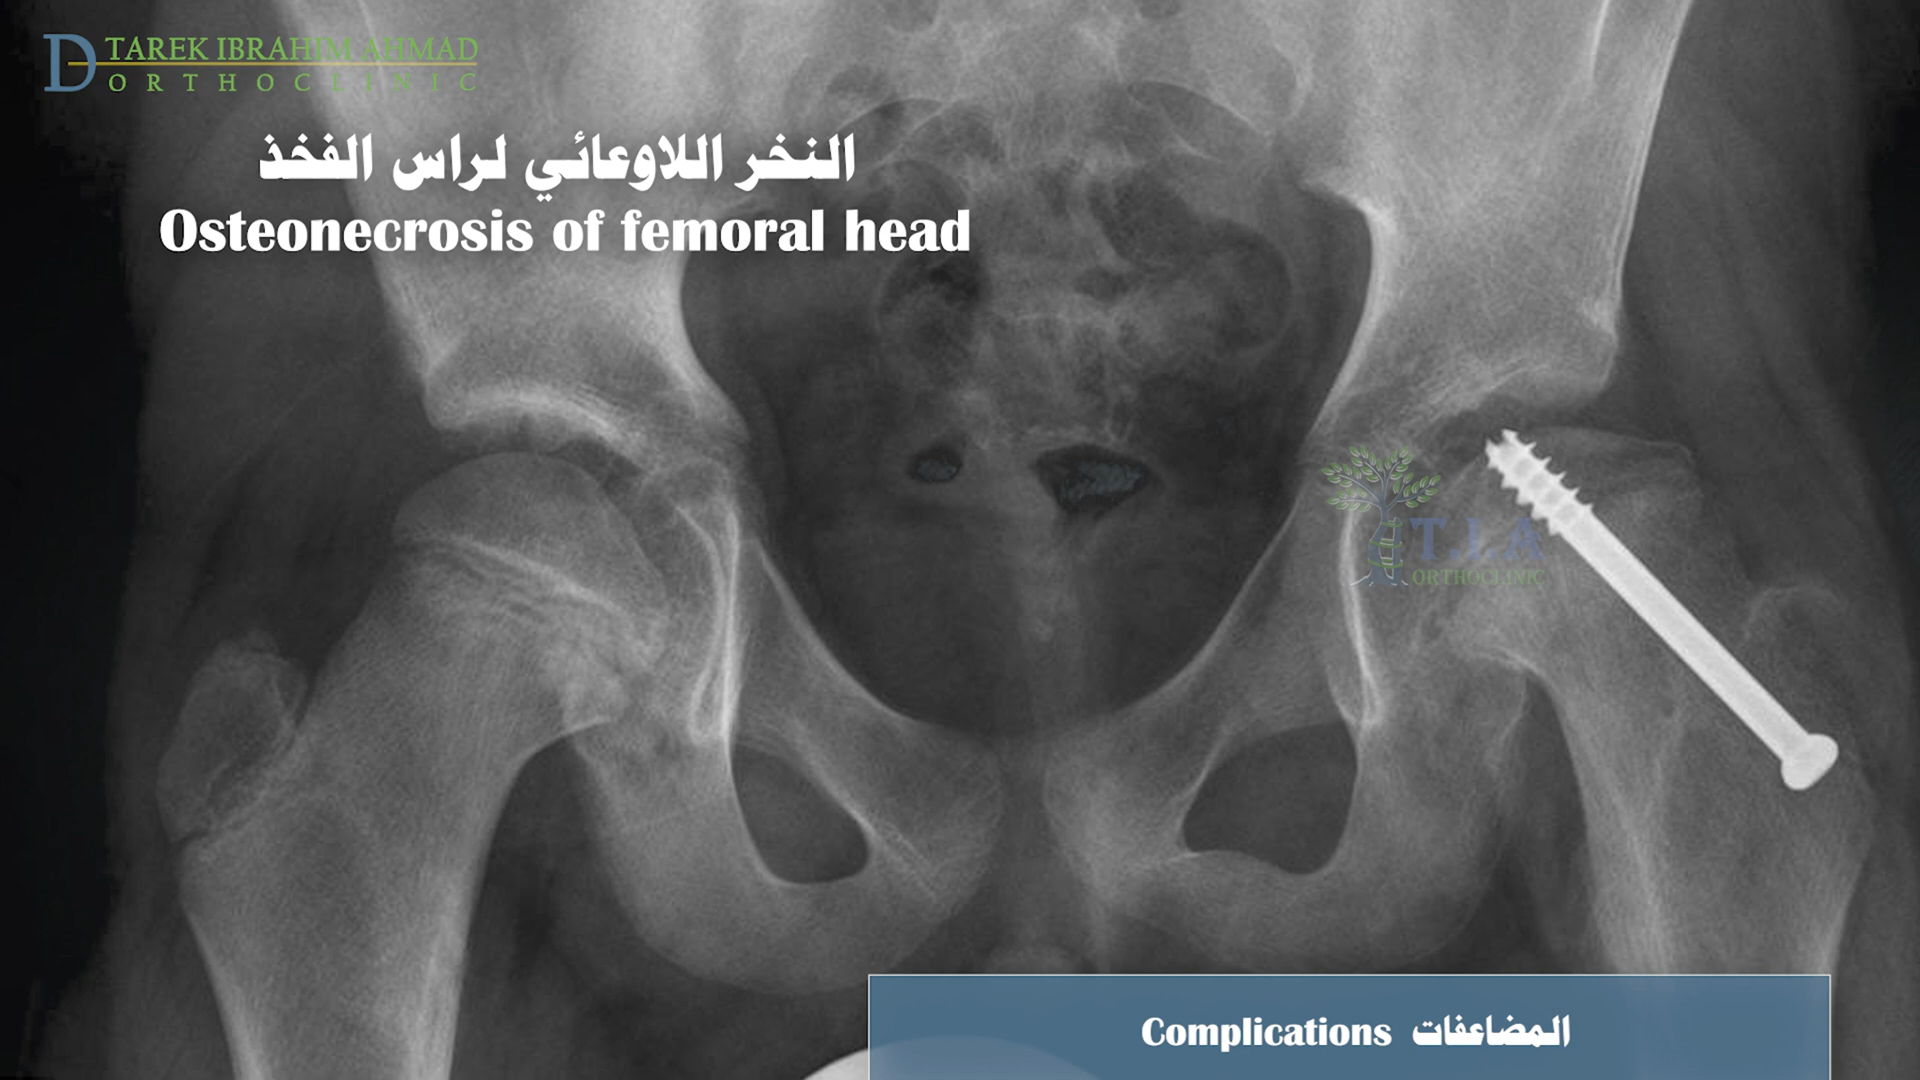 D TAREK IBRAHIM AHMAD
ORTHOCLINIC
النخر اللاوعائي لراس الفخذ
Osteonecrosis of femoral head
T.I.A
ORTHOCLINIC
Complications المضاعفات